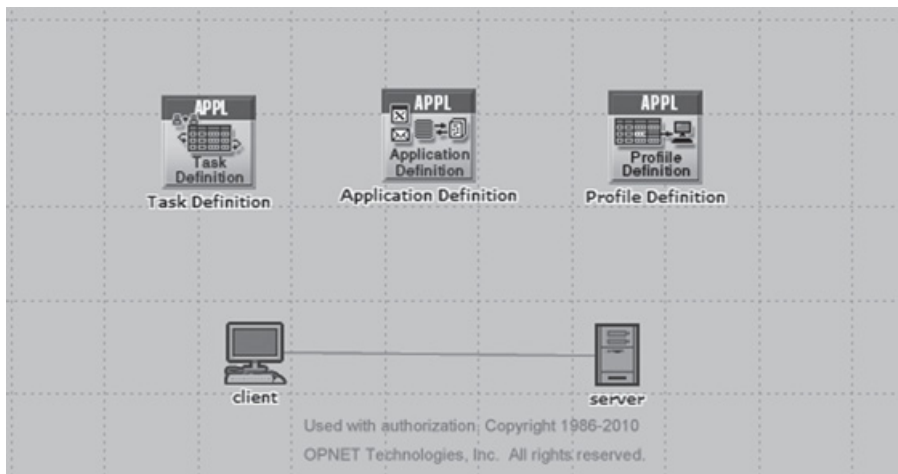 APPL
Task
Definition
Task Definition
APPL
Application
Definition
Application Definition
APPL
Profile
Definition
Profile Definition
client
server
Used with authorization. Copyright 1986-2010
OPNET Technologies, Inc. All rights reserved.